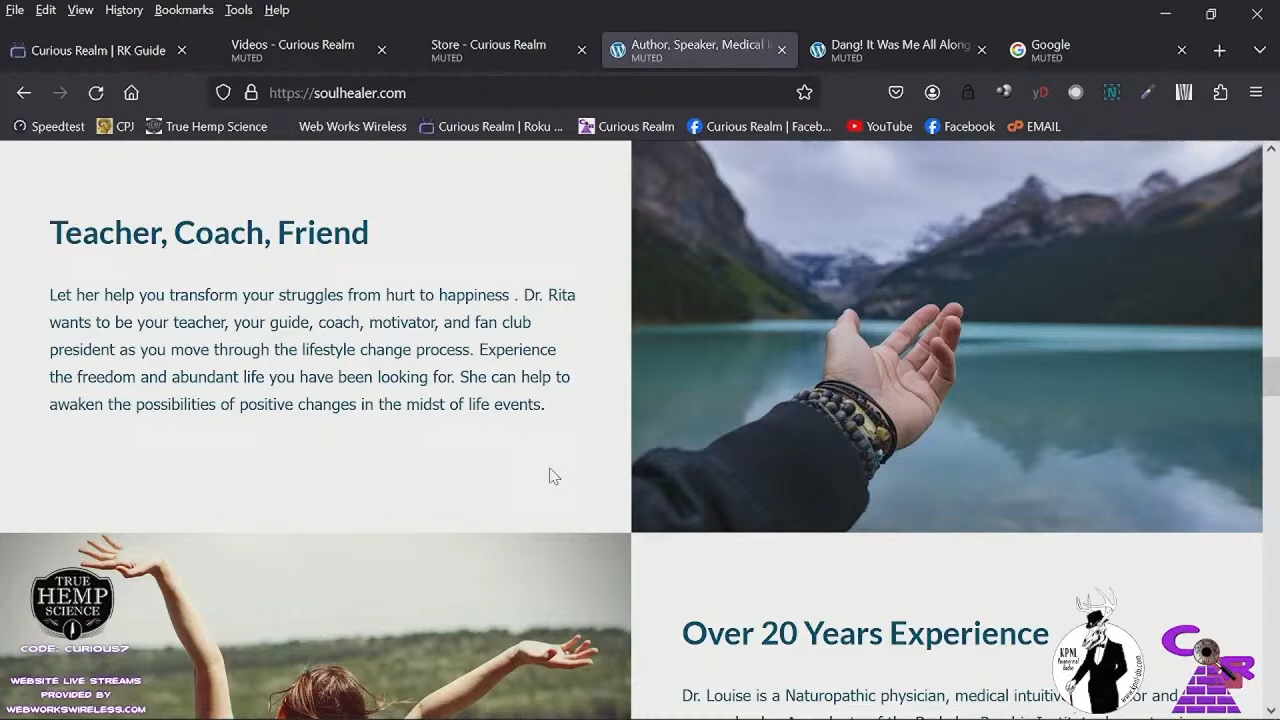 File Edit View History Bookmarks Tools Help
Curious Realm | RK Guide
Videos - Curious Realm
MUTED
Store - Curious Realm
MUTED
Author, Speaker, Medical
MUTED
Dang! It Was Me All Along
MUTED
Google
MUTED
https://soulhealer.com
Speedtest CPJ True Hemp Science Web Works Wireless Curious Realm | Roku ... Curious Realm Curious Realm | Faceb... YouTube Facebook EMAIL
Teacher, Coach, Friend
Let her help you transform your struggles from hurt to happiness . Dr. Rita
wants to be your teacher, your guide, coach, motivator, and fan club
president as you move through the lifestyle change process. Experience
the freedom and abundant life you have been looking for. She can help to
awaken the possibilities of positive changes in the midst of life events.
TRUE
HEMP
SCIENCE
CODE: CURIOUS7
WEBSITE LIVE STREAMS
PROVIDED BY
WEBWORKSWIRELESS.COM
Over 20 Years Experience
Dr. Louise is a Naturopathic physician, medical intuitiv
KPNL